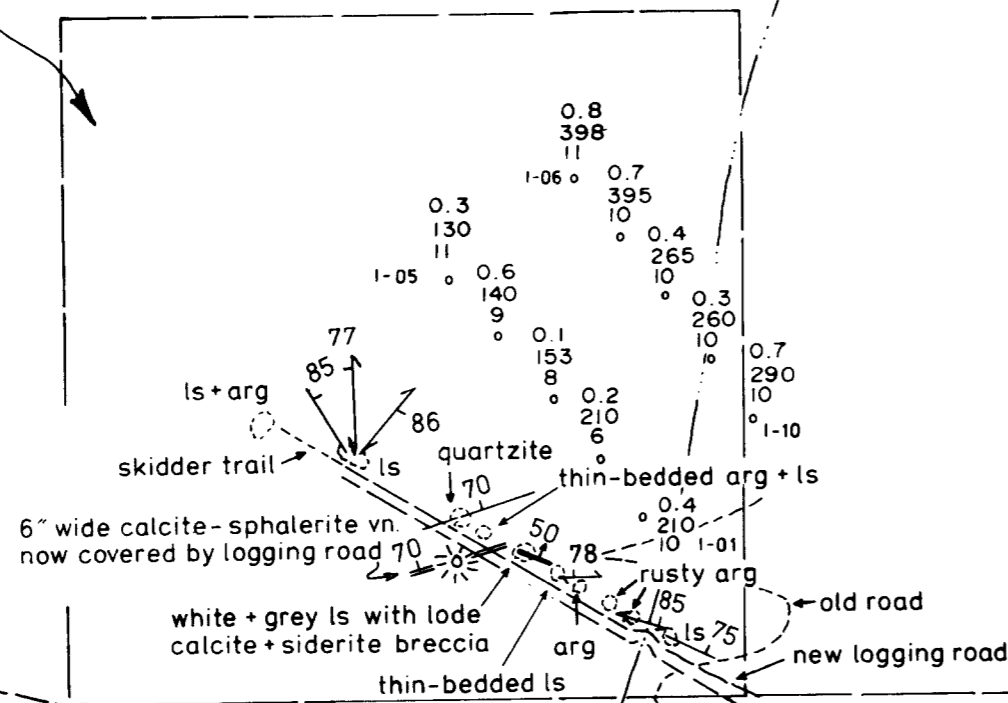 0.8
398
11
1-06
0.7
395
10
0.4
265
10
0.3
260
10
10
0.7
290
10
1-10
0.3
130
11
1-05
0.6
140
9
0.1
153
8
0.2
210
6
0.4
210
10 1-01
77
85
86
ls + arg
ls
skidder trail
quartzite
70
thin-bedded arg + ls
6" wide calcite-sphalerite vn.
now covered by logging road
70
50
78
rusty arg
85
ls
75
old road
white + grey ls with lode
calcite + siderite breccia
arg
new logging road
thin-bedded ls